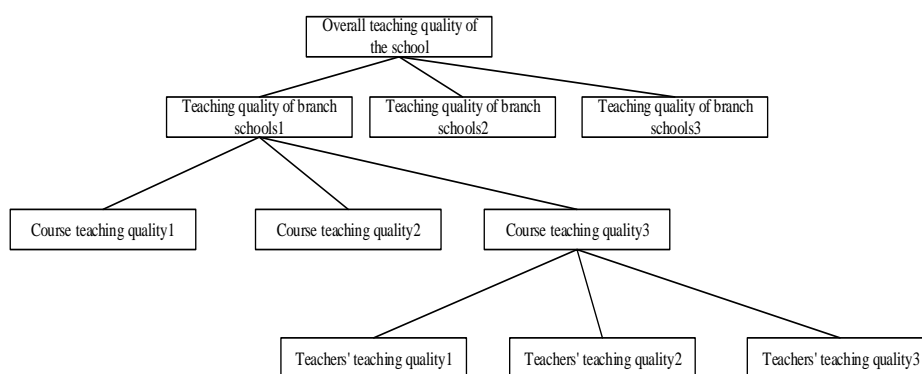 Overall teaching quality of
the school
Teaching quality of branch
schools1
Teaching quality of branch
schools2
Teaching quality of branch
schools3
Course teaching quality1
Course teaching quality2
Course teaching quality3
Teachers' teaching quality1
Teachers' teaching quality2
Teachers' teaching quality3